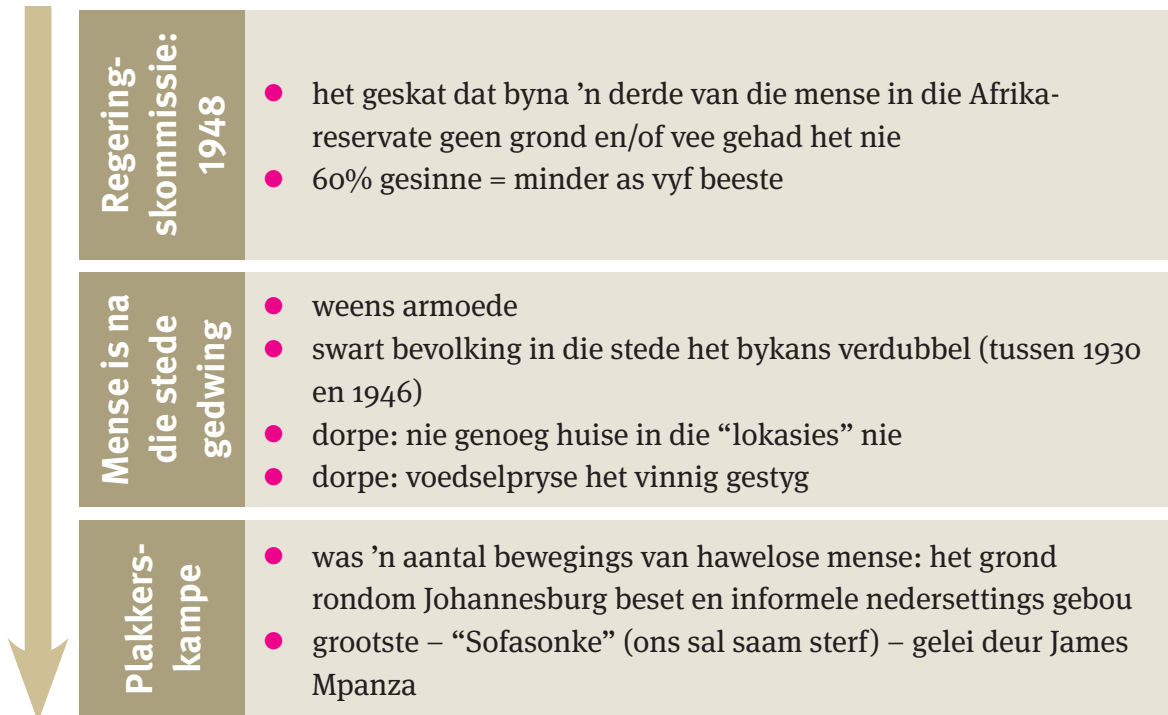 Regering-
skommissie:
1948
● het geskat dat byna ’n derde van die mense in die Afrika-
reservate geen grond en/of vee gehad het nie
● 60% gesinne = minder as vyf beeste
Mense is na
die stede
gedwing
● weens armoede
● swart bevolking in die stede het bykans verdubbel (tussen 1930
en 1946)
● dorpe: nie genoeg huise in die “lokasies” nie
● dorpe: voedselpryse het vinnig gestyg
Plakkers-
kampe
● was ’n aantal bewegings van hawelose mense: het grond
rondom Johannesburg beset en informele nedersettings gebou
● grootste – “Sofasonke” (ons sal saam sterf) – gelei deur James
Mpanza